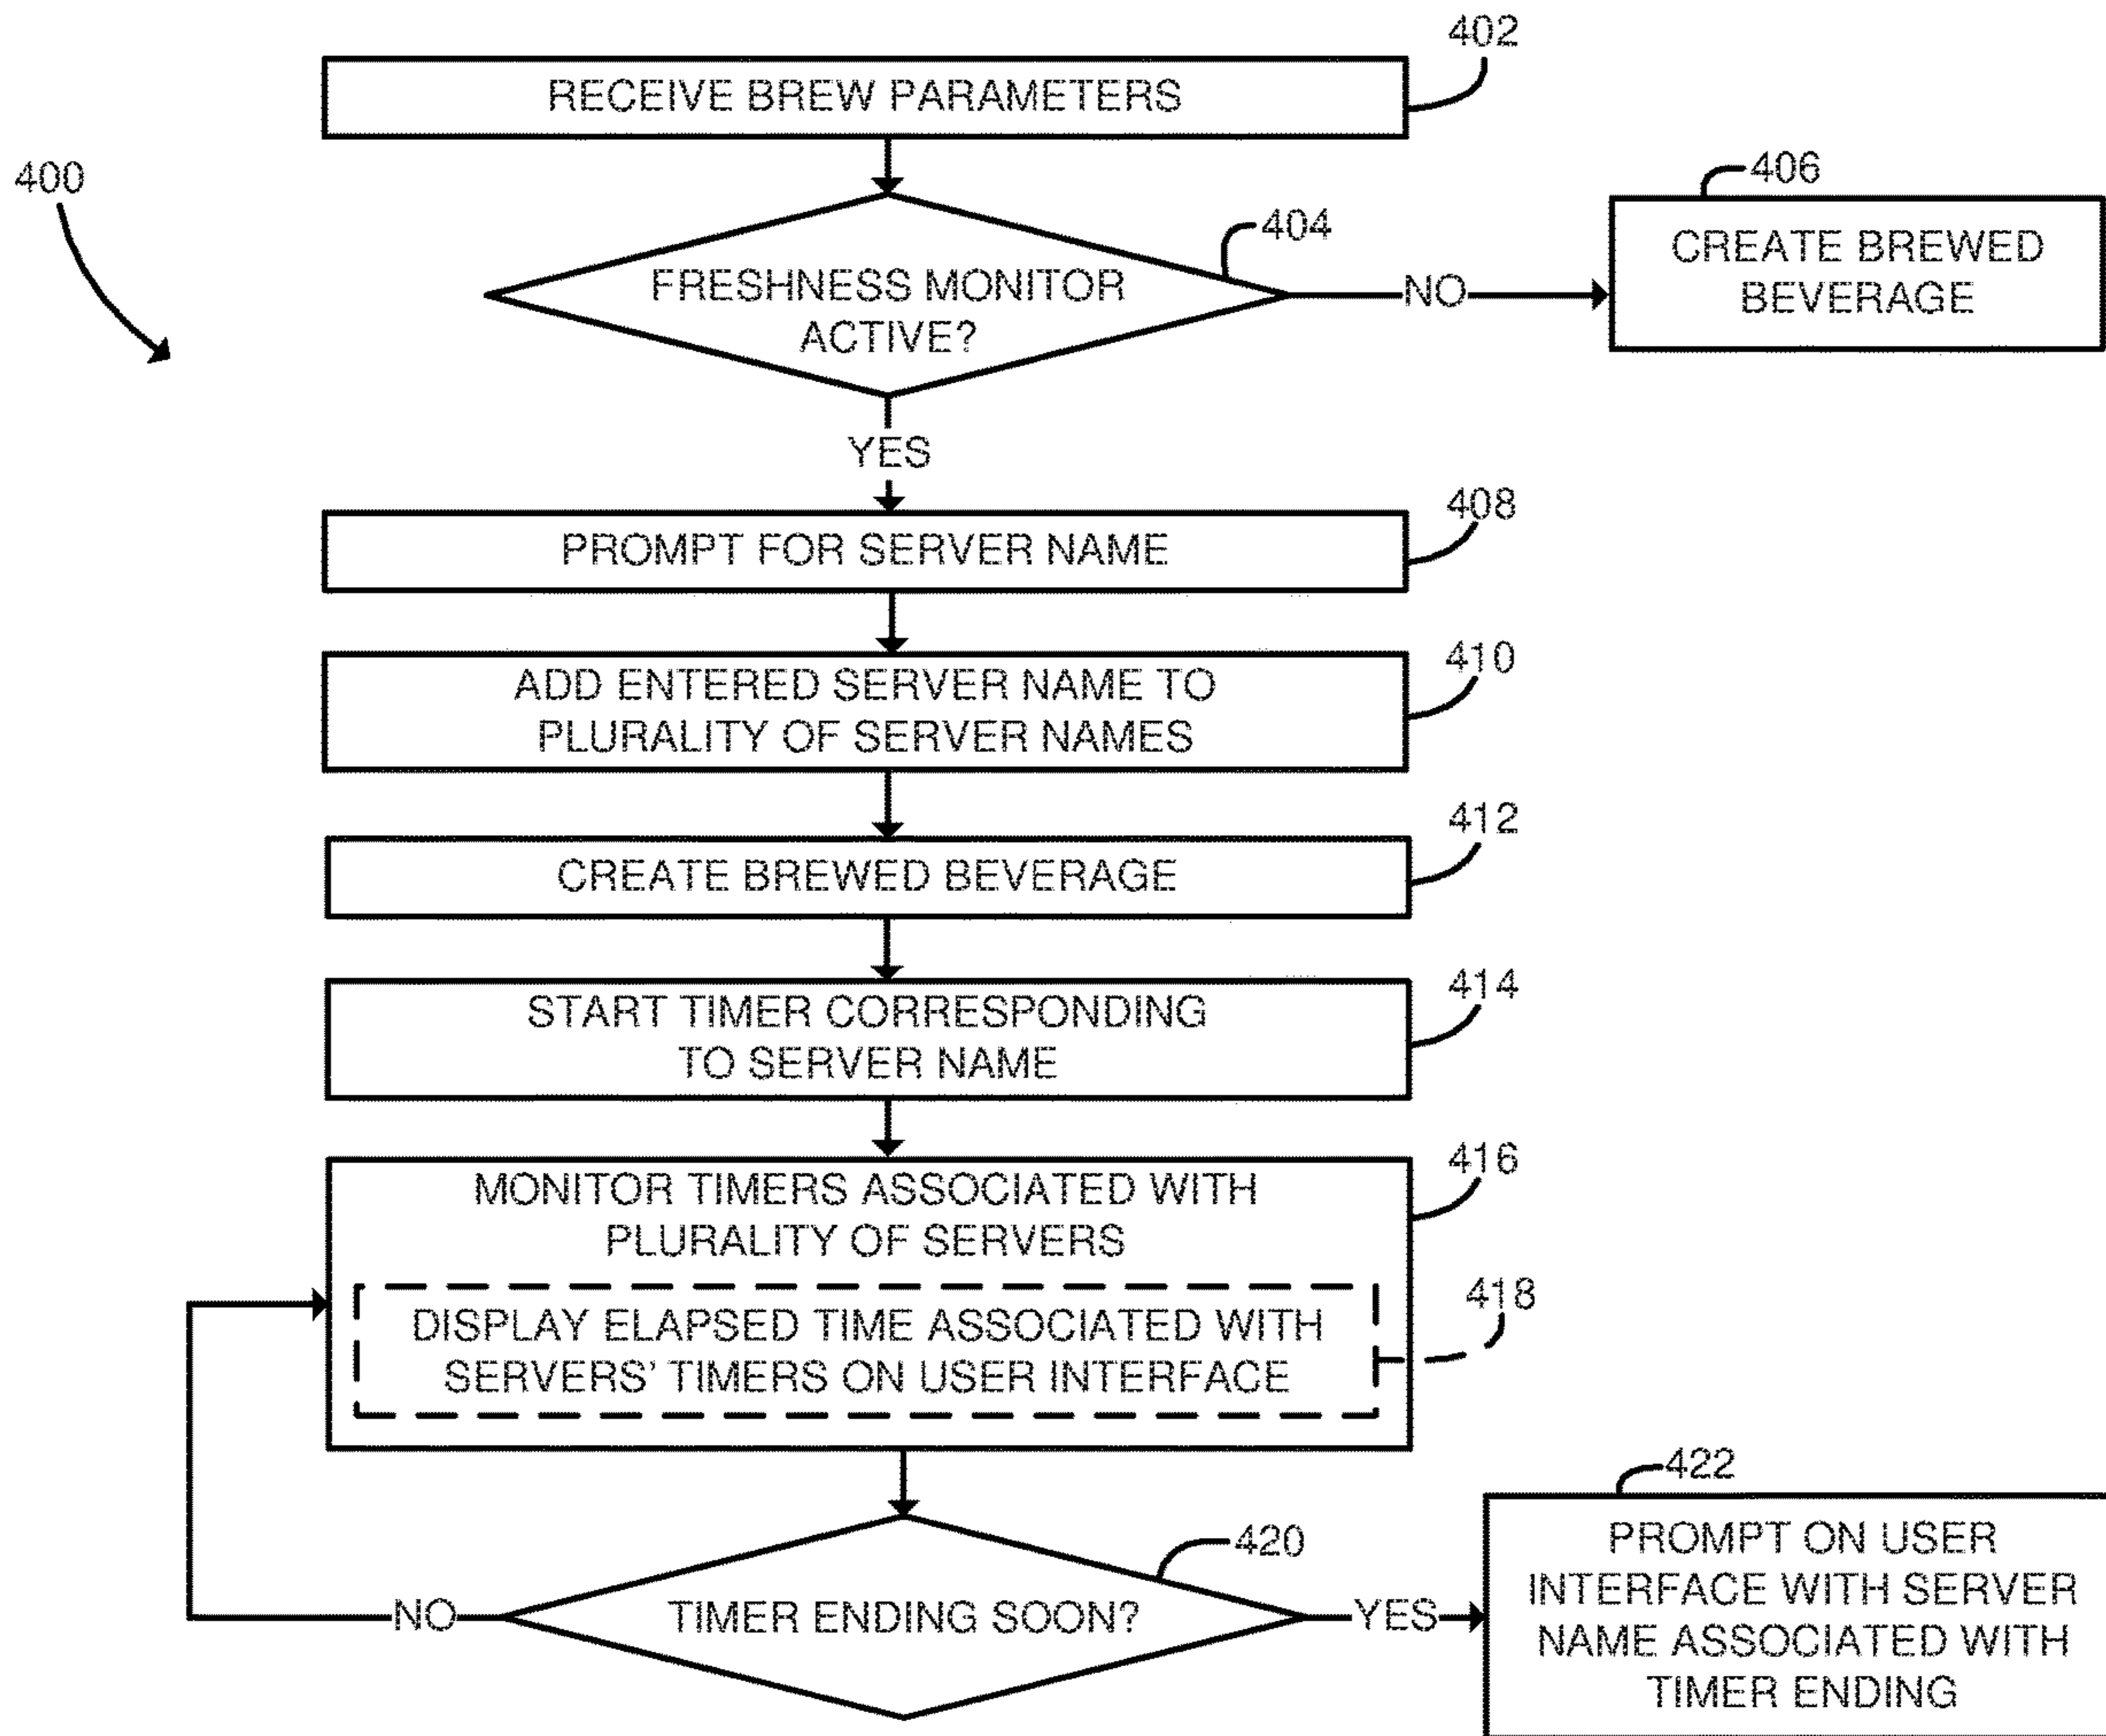 402
RECEIVE BREW PARAMETERS
400
406
404
CREATE BREWED
BEVERAGE
FRESHNESS MONITOR
ACTIVE?
NO
YES
408
PROMPT FOR SERVER NAME
410
ADD ENTERED SERVER NAME TO
PLURALITY OF SERVER NAMES
412
CREATE BREWED BEVERAGE
414
START TIMER CORRESPONDING
TO SERVER NAME
416
MONITOR TIMERS ASSOCIATED WITH
PLURALITY OF SERVERS
418
DISPLAY ELAPSED TIME ASSOCIATED WITH
SERVERS' TIMERS ON USER INTERFACE
422
420
TIMER ENDING SOON?
NO
YES
PROMPT ON USER
INTERFACE WITH SERVER
NAME ASSOCIATED WITH
TIMER ENDING